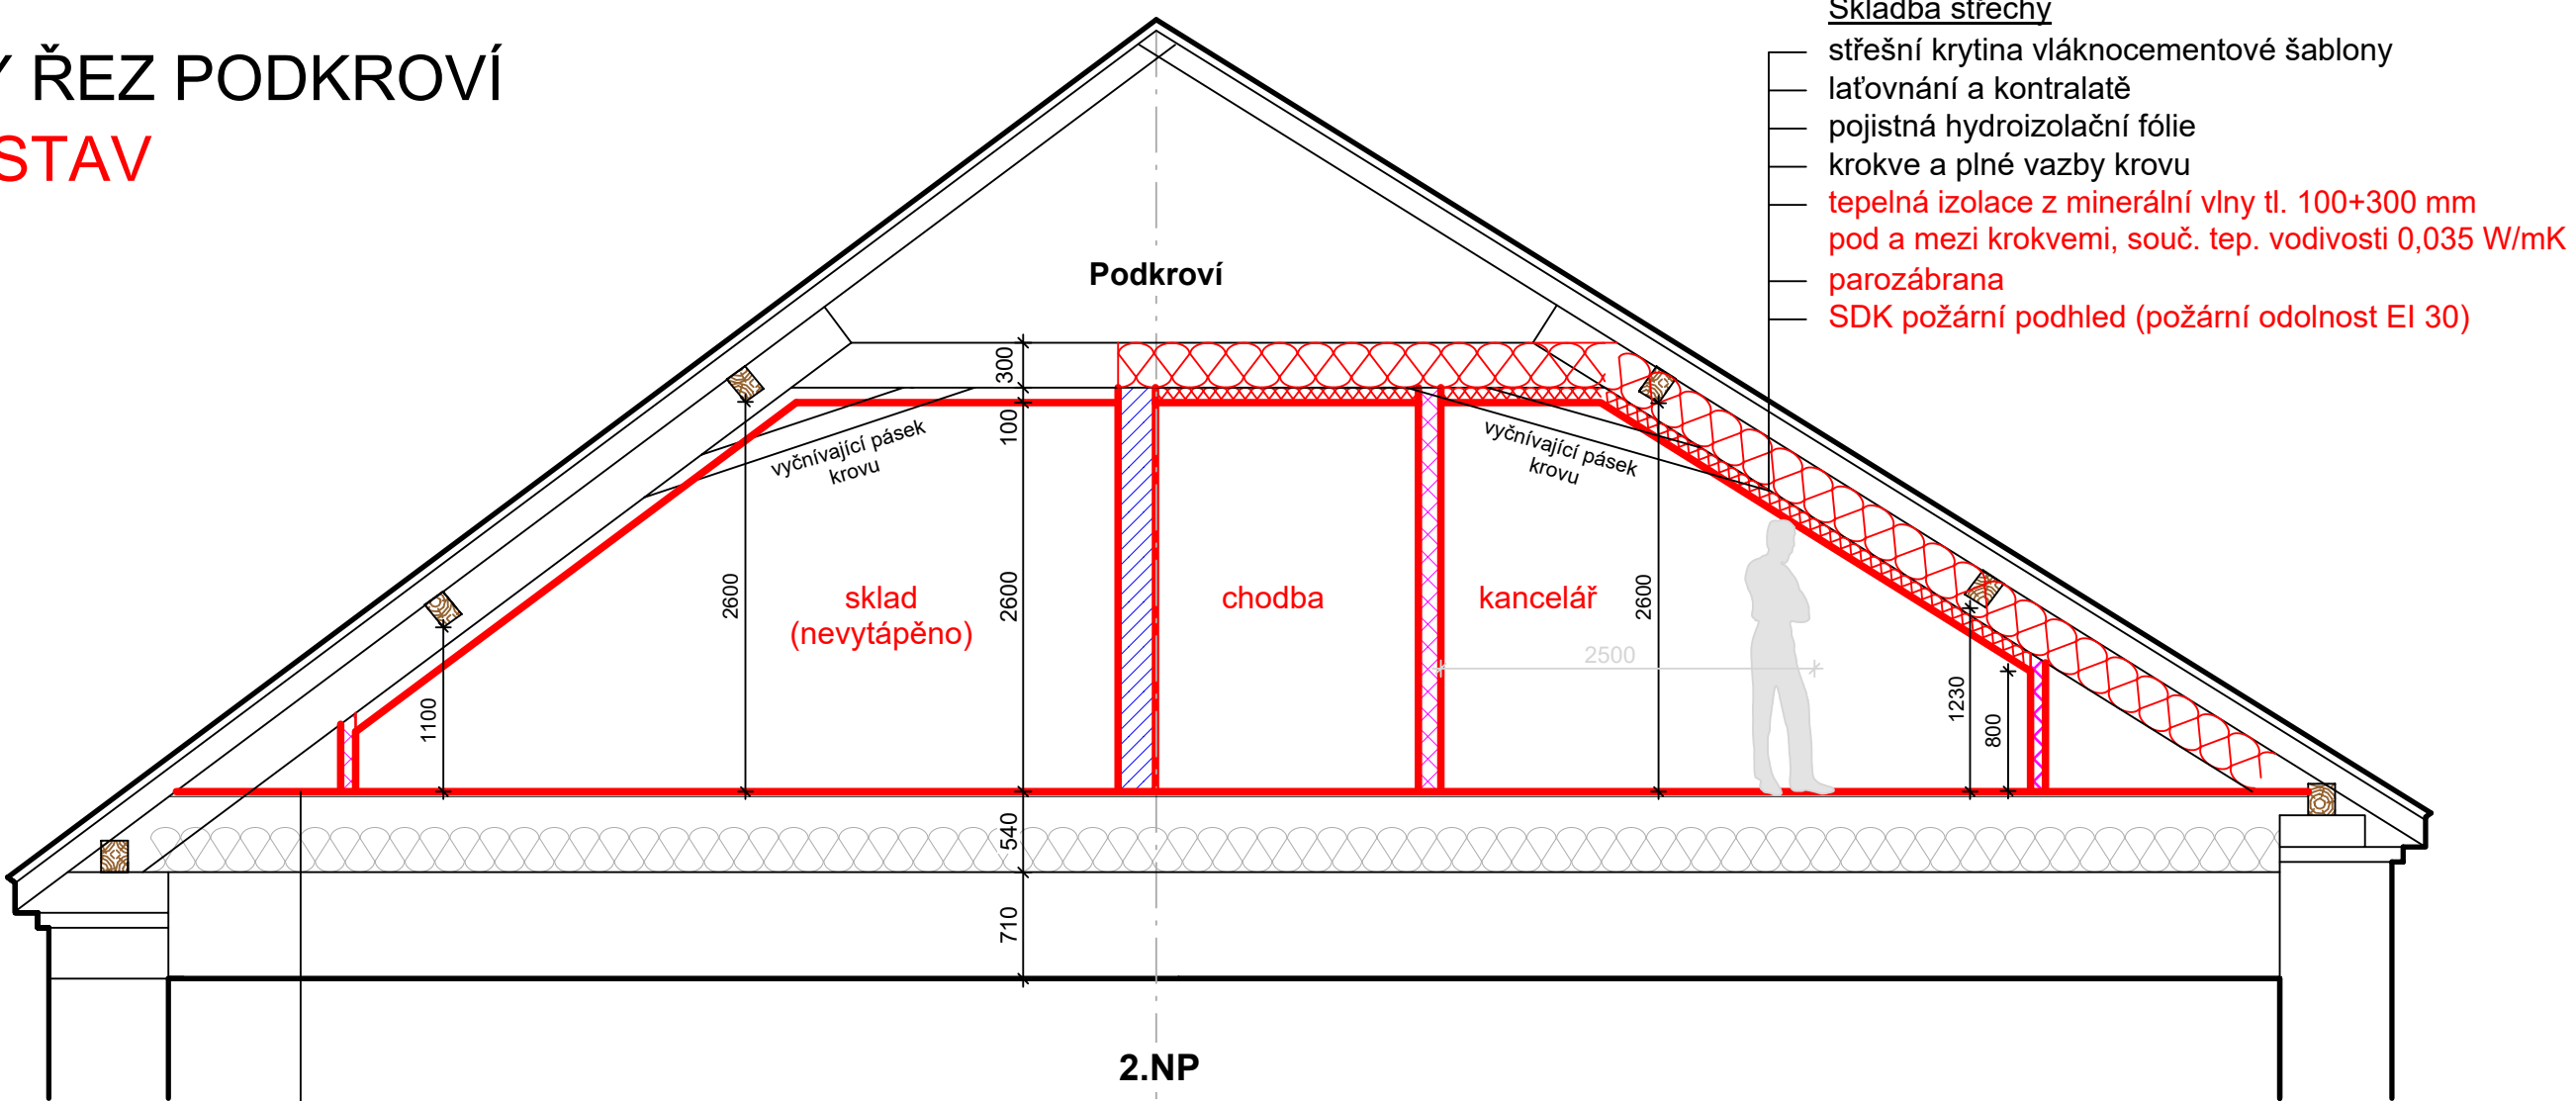 Y ŘEZ PODKROVÍ
STAV
Skladba střechy
střešní krytina vláknocementové šablony
laťovnání a kontralatě
pojistná hydroizolační fólie
krokve a plné vazby krovu
tepelná izolace z minerální vlny tl. 100+300 mm
pod a mezi krokvemi, souč. tep. vodivosti 0,035 W/mK
parozábrana
SDK požární podhled (požární odolnost EI 30)
Podkroví
300
100
vyčnívající pásek
krovu
vyčnívající pásek
krovu
2600
2600
2600
sklad
(nevytápěno)
chodba
kancelář
2500
1100
1230
800
540
710
2.NP